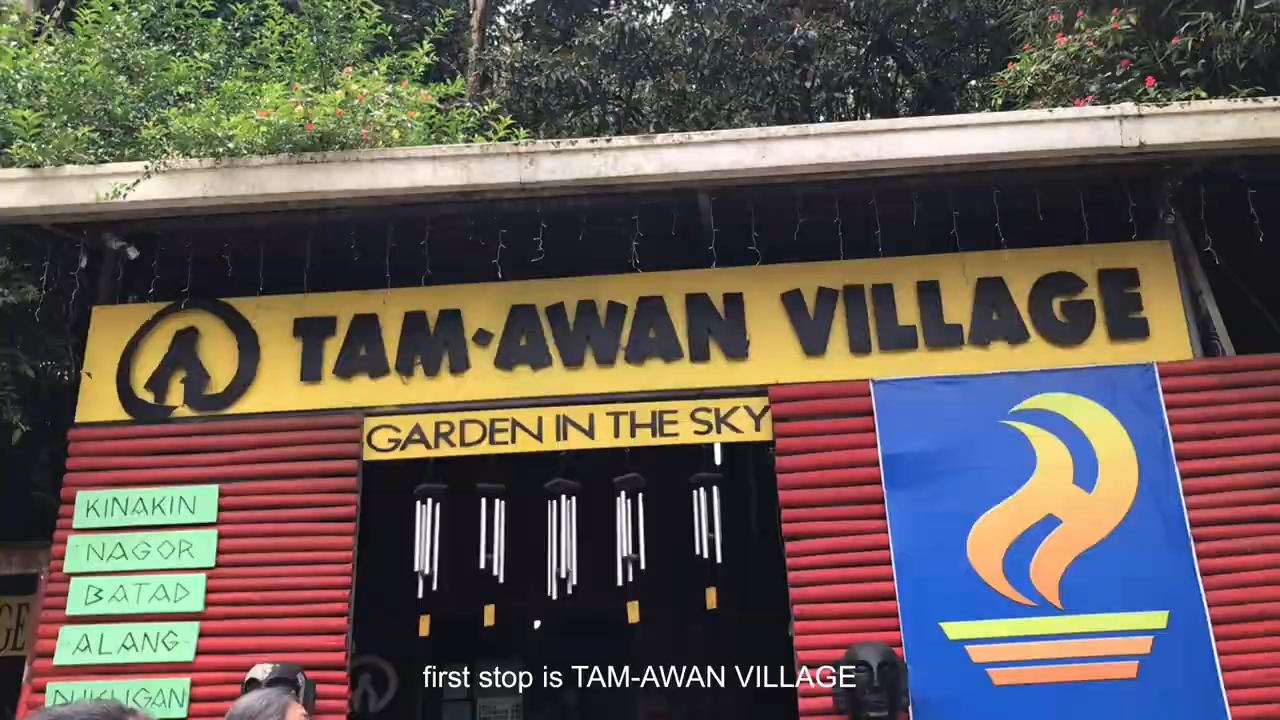 TAM-AWAN VILLAGE
GARDEN IN THE SKY
KINAKIN
NAGOR
BATAD
ALANG
first stop is TAM-AWAN VILLAGE